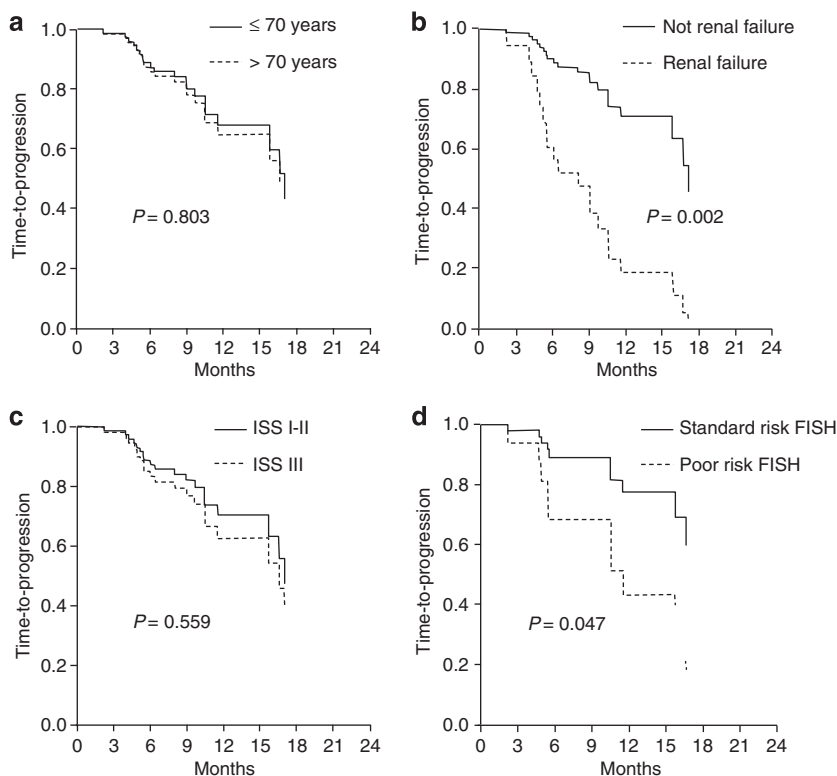 a
≤ 70 years
> 70 years
Time-to-progression
1.0
0.8
0.6
0.4
0.2
0.0
P = 0.803
0 3 6 9 12 15 18 21 24
Months
b
Not renal failure
Renal failure
Time-to-progression
1.0
0.8
0.6
0.4
0.2
0.0
P = 0.002
0 3 6 9 12 15 18 21 24
Months
c
ISS I-II
ISS III
Time-to-progression
1.0
0.8
0.6
0.4
0.2
0.0
P = 0.559
0 3 6 9 12 15 18 21 24
Months
d
Standard risk FISH
Poor risk FISH
Time-to-progression
1.0
0.8
0.6
0.4
0.2
0.0
P = 0.047
0 3 6 9 12 15 18 21 24
Months